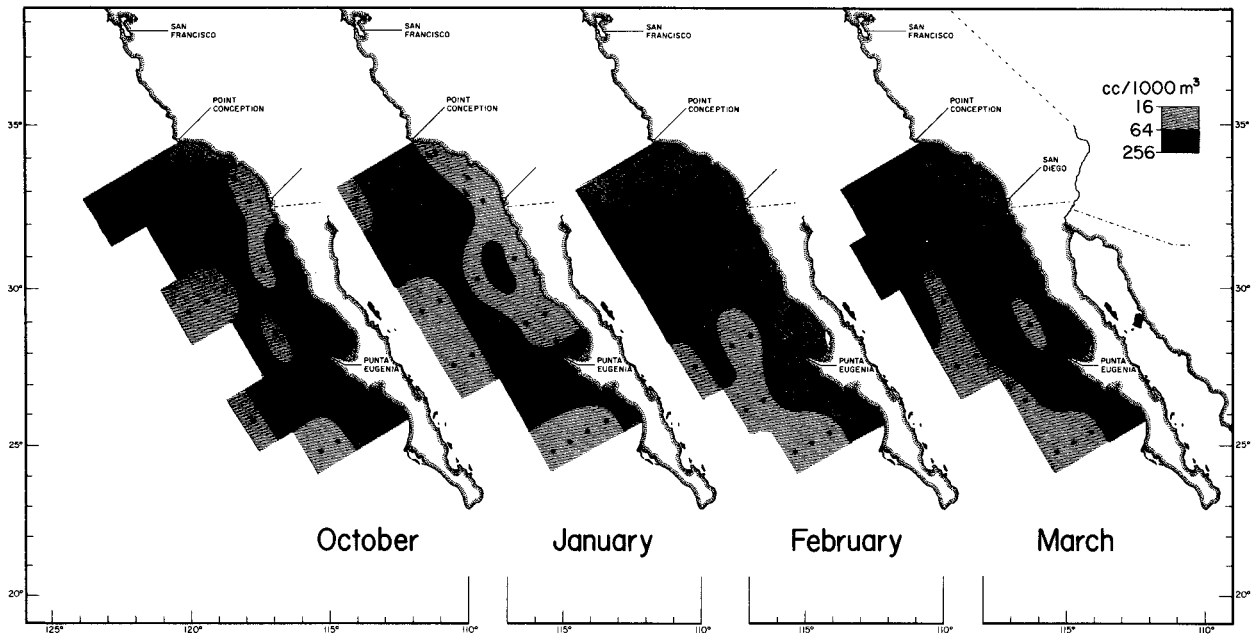 SAN
FRANCISCO
SAN
FRANCISCO
SAN
FRANCISCO
SAN
FRANCISCO
POINT
CONCEPTION
POINT
CONCEPTION
POINT
CONCEPTION
POINT
CONCEPTION
cc/1000 m³
16
64
256
35°
35°
SAN
DIEGO
30°
30°
PUNTA
EUGENIA
PUNTA
EUGENIA
PUNTA
EUGENIA
PUNTA
EUGENIA
25°
25°
October
January
February
March
20°
20°
125°
120°
115°
110°
115°
110°
115°
110°
115°
110°